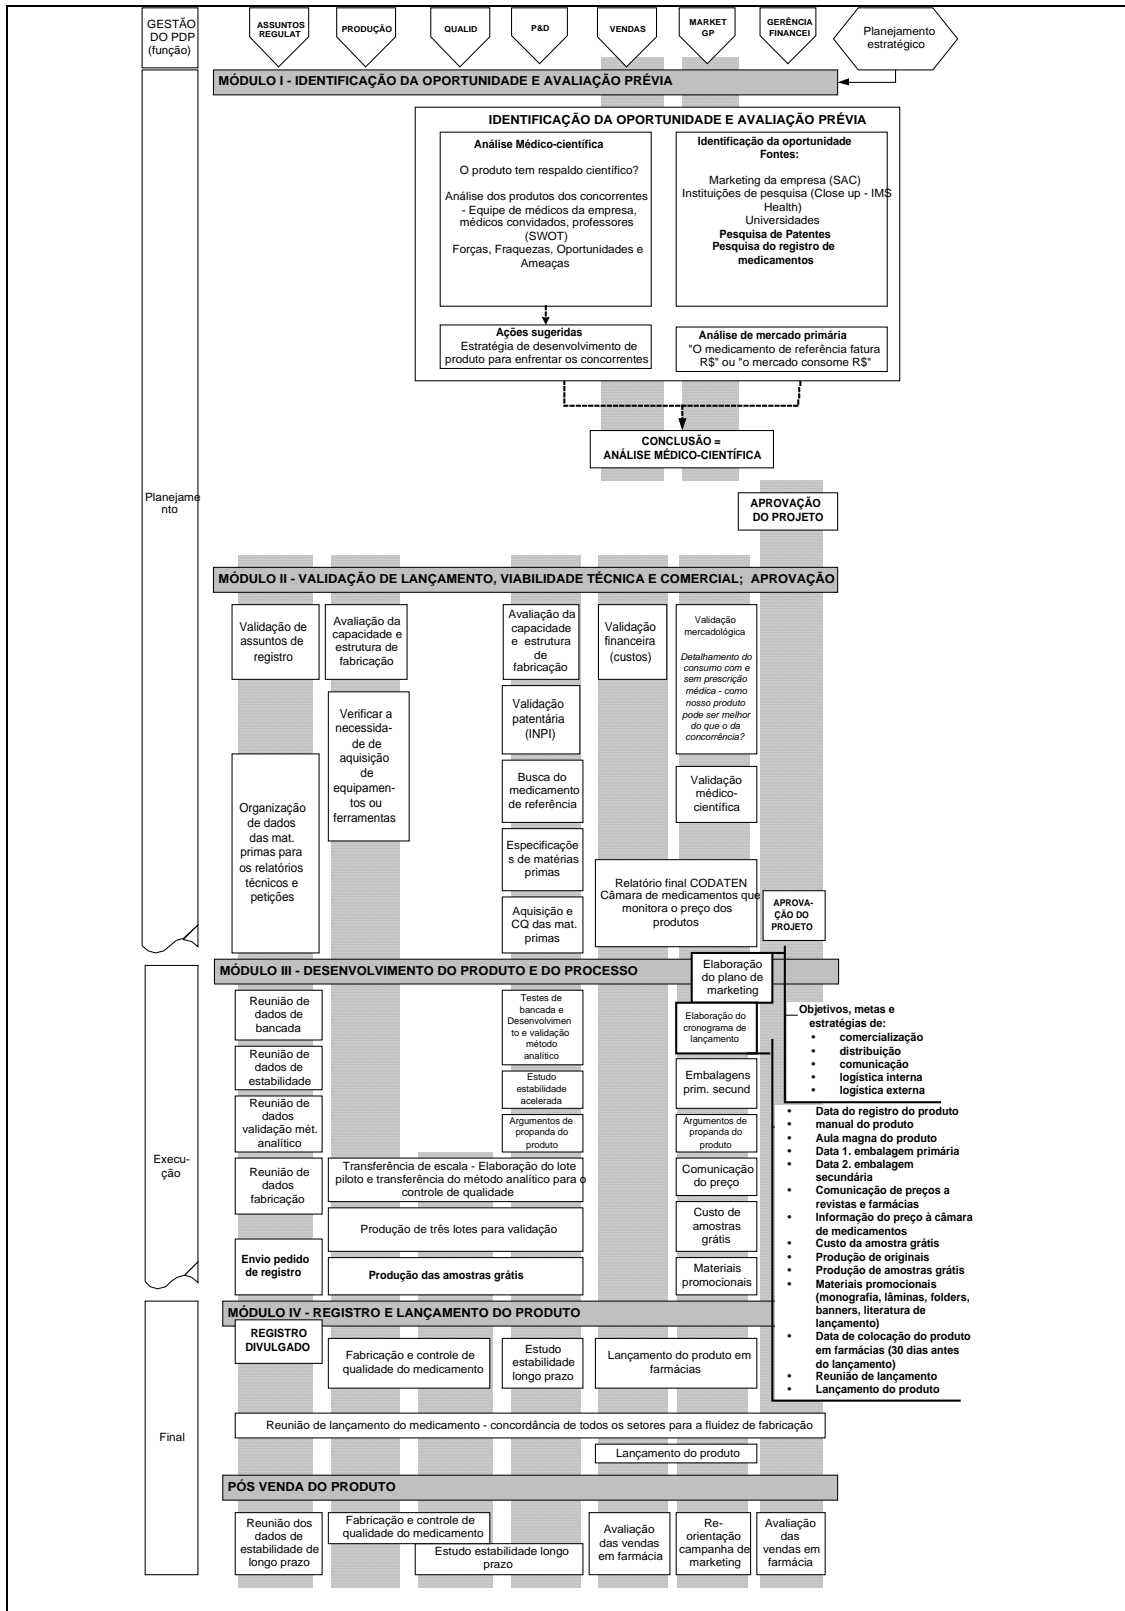 GESTÃO
DO PDP
(função)
ASSUNTOS
REGULAT
PRODUÇÃO
QUALID
P&D
VENDAS
MARKET
GP
GERÊNCIA
FINANCEI
Planejamento
estratégico
MÓDULO I - IDENTIFICAÇÃO DA OPORTUNIDADE E AVALIAÇÃO PRÉVIA
IDENTIFICAÇÃO DA OPORTUNIDADE E AVALIAÇÃO PRÉVIA
Análise Médico-científica
O produto tem respaldo científico?
Análise dos produtos dos concorrentes
- Equipe de médicos da empresa,
médicos convidados, professores
(SWOT)
Forças, Fraquezas, Oportunidades e
Ameaças
Identificação da oportunidade
Fontes:
Marketing da empresa (SAC)
Instituições de pesquisa (Close up - IMS
Health)
Universidades
Pesquisa de Patentes
Pesquisa do registro de
medicamentos
Ações sugeridas
Estratégia de desenvolvimento de
produto para enfrentar os concorrentes
Análise de mercado primária
"O medicamento de referência fatura
R$" ou "o mercado consome R$"
CONCLUSÃO =
ANÁLISE MÉDICO-CIENTÍFICA
Planejame
nto
APROVAÇÃO
DO PROJETO
MÓDULO II - VALIDAÇÃO DE LANÇAMENTO, VIABILIDADE TÉCNICA E COMERCIAL; APROVAÇÃO
Validação de
assuntos de
registro
Avaliação da
capacidade e
estrutura de
fabricação
Avaliação da
capacidade
e estrutura
de
fabricação
Validação
financeira
(custos)
Validação
mercadológica
Detalhamento do
consumo com e
sem prescrição
médica - como
nosso produto
pode ser melhor
do que o da
concorrência?
Verificar a
necessida-
de de
aquisição
de
equipamen-
tos ou
ferramentas
Validação
patentária
(INPI)
Organização
de dados
das mat.
primas para
os relatórios
técnicos e
petições
Busca do
medicamento
de referência
Validação
médico-
científica
Especificaçõe
s de matérias
primas
Relatório final CODATEN
Câmara de medicamentos que
monitora o preço dos
produtos
APROVA-
ÇÃO DO
PROJETO
Aquisição e
CQ das mat.
primas
MÓDULO III - DESENVOLVIMENTO DO PRODUTO E DO PROCESSO
Elaboração
do plano de
marketing
Execu-
ção
Reunião de
dados de
bancada
Testes de
bancada e
Desenvolvimen
to e validação
método
analítico
Elaboração do
cronograma de
lançamento
Objetivos, metas e
estratégias de:
• comercialização
• distribuição
• comunicação
• logística interna
• logística externa
Reunião de
dados de
estabilidade
Estudo
estabilidade
acelerada
Embalagens
prim. secund
Reunião de
dados
validação mét.
analítico
Argumentos de
propanda do
produto
Argumentos de
propanda do
produto
• Data do registro do produto
• manual do produto
• Aula magna do produto
• Data 1. embalagem primária
• Data 2. embalagem
secundária
• Comunicação de preços a
revistas e farmácias
• Informação do preço à câmara
de medicamentos
• Custo da amostra grátis
• Produção de originais
• Produção de amostras grátis
• Materiais promocionais
(monografia, lâminas, folders,
banners, literatura de
lançamento)
• Data de colocação do produto
em farmácias (30 dias antes
do lançamento)
• Reunião de lançamento
• Lançamento do produto
Reunião de
dados
fabricação
Transferência de escala - Elaboração do lote
piloto e transferência do método analítico para o
controle de qualidade
Comunicação
do preço
Produção de três lotes para validação
Custo de
amostras
grátis
Envio pedido
de registro
Produção das amostras grátis
Materiais
promocionais
MÓDULO IV - REGISTRO E LANÇAMENTO DO PRODUTO
Final
REGISTRO
DIVULGADO
Fabricação e controle de
qualidade do medicamento
Estudo
estabilidade
longo prazo
Lançamento do produto em
farmácias
Reunião de lançamento do medicamento - concordância de todos os setores para a fluidez de fabricação
Lançamento do produto
PÓS VENDA DO PRODUTO
Reunião dos
dados de
estabilidade de
longo prazo
Fabricação e controle de
qualidade do medicamento
Estudo estabilidade longo
prazo
Avaliação
das vendas
em farmácia
Re-
orientação
campanha de
marketing
Avaliação
das
vendas em
farmácia